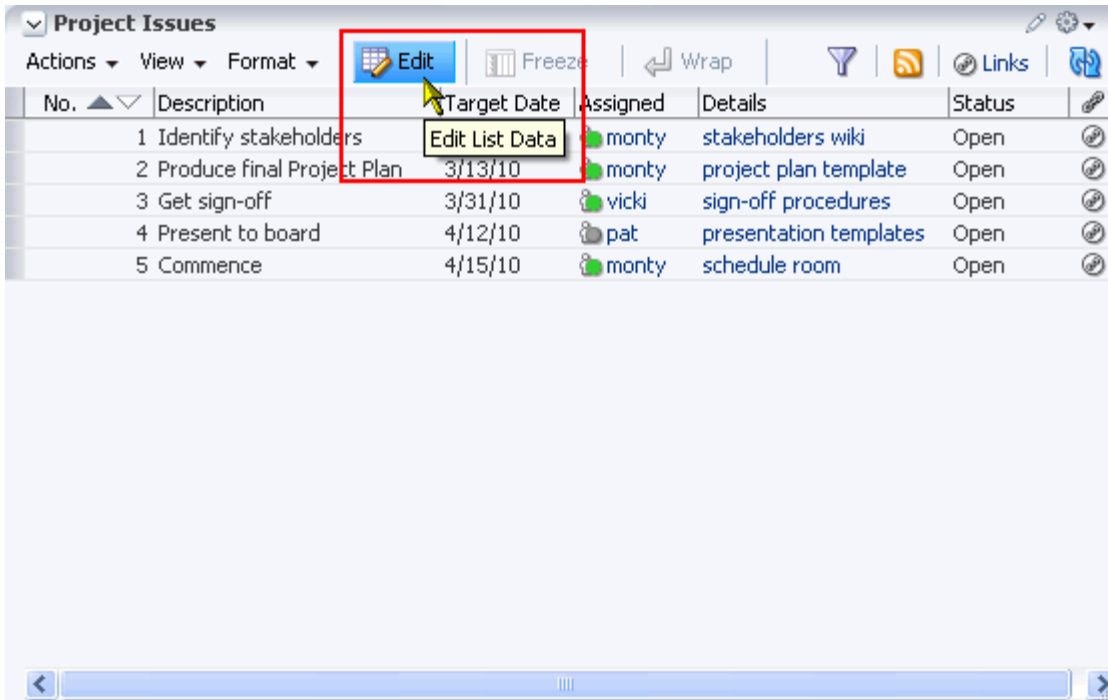 Project Issues
Actions View Format Edit Freeze Wrap Links
No. Description Target Date Assigned Details Status
Edit List Data
1 Identify stakeholders monty stakeholders wiki Open
2 Produce final Project Plan 3/13/10 monty project plan template Open
3 Get sign-off 3/31/10 vicki sign-off procedures Open
4 Present to board 4/12/10 pat presentation templates Open
5 Commence 4/15/10 monty schedule room Open